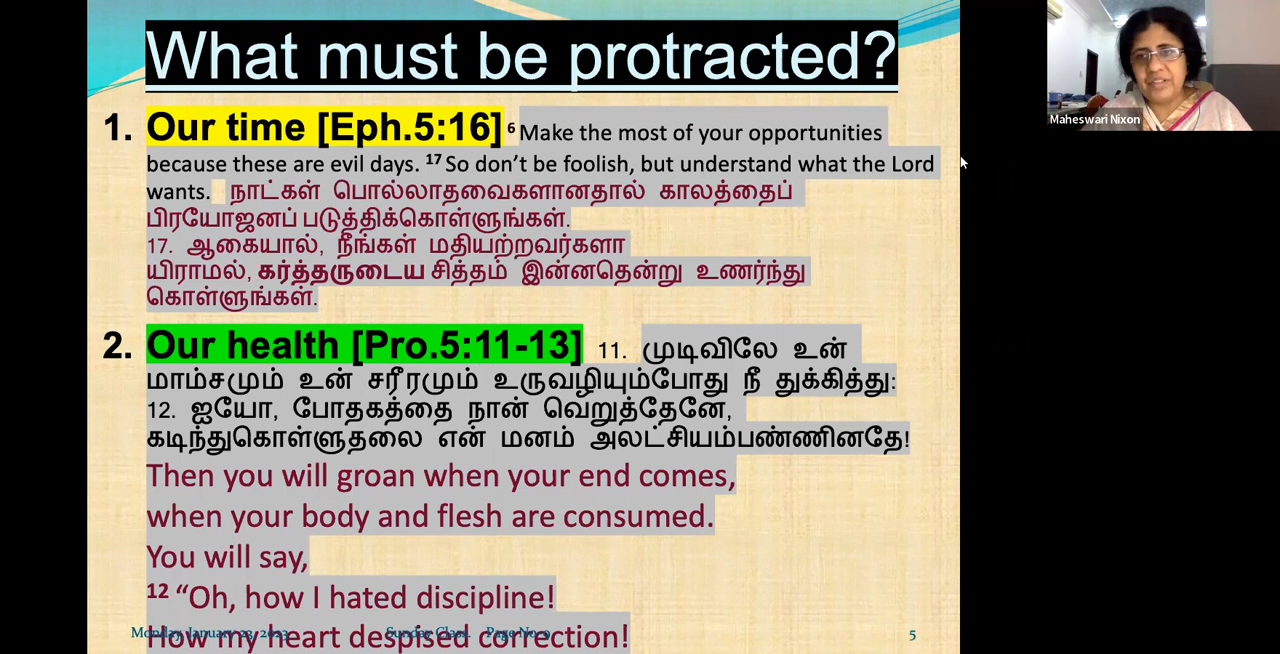 What must be protracted?
1. Our time [Eph.5:16] 6 Make the most of your opportunities
because these are evil days. 17 So don't be foolish, but understand what the Lord
wants. நாட்கள் பொல்லாதவைகளானதால் காலத்தைப்
பிரயோஜனப் படுத்திக்கொள்ளுங்கள்.
17. ஆகையால், நீங்கள் மதியற்றவர்களா
யிராமல், கர்த்தருடைய சித்தம் இன்னதென்று உணர்ந்து
கொள்ளுங்கள்.
2. Our health [Pro.5:11-13] 11. முடிவிலே உன்
மாம்சமும் உன் சரீரமும் உருவழியும்போது நீ துக்கித்து:
12. ஐயோ, போதகத்தை நான் வெறுத்தேனே,
கடிந்துகொள்ளுதலை என் மனம் அலட்சியம்பண்ணினதே!
Then you will groan when your end comes,
when your body and flesh are consumed.
You will say,
12 “Oh, how I hated discipline!
How my heart despised correction!
Monday, January 23, 2023 Sunday Class. Page No. 5
Maheswari Nixon